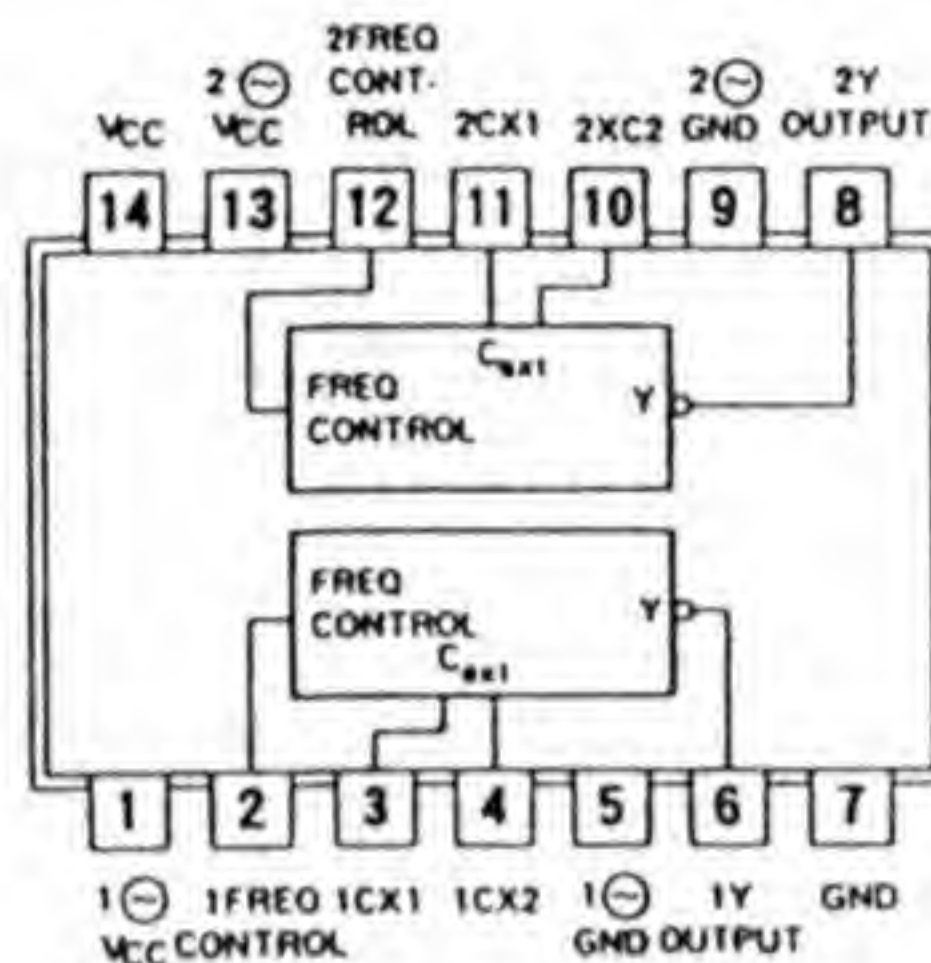 2FREQ
2 ~ CONT- 2 ~ 2Y
VCC VCC ROL 2CX1 2XC2 GND OUTPUT
14 13 12 11 10 9 8
Cext
FREQ Y
CONTROL
FREQ
CONTROL Y
Cext
1 2 3 4 5 6 7
1 ~ 1FREQ 1CX1 1CX2 1 ~ 1Y GND
VCC CONTROL GND OUTPUT